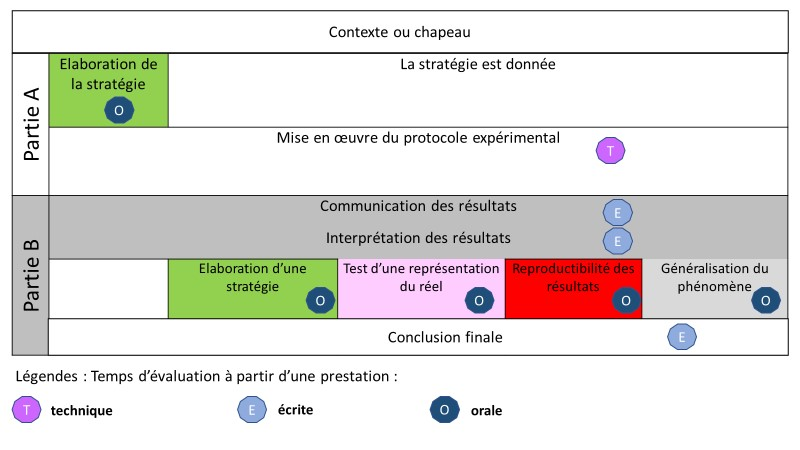 Contexte ou chapeau
Partie A
Elaboration de
la stratégie
O
La stratégie est donnée
Mise en œuvre du protocole expérimental
T
Partie B
Communication des résultats
E
Interprétation des résultats
E
Elaboration d'une
stratégie
O
Test d'une représentation
du réel
O
Reproductibilité des
résultats
O
Généralisation du
phénomène
O
Conclusion finale
E
Légendes : Temps d'évaluation à partir d'une prestation :
T technique
E écrite
O orale